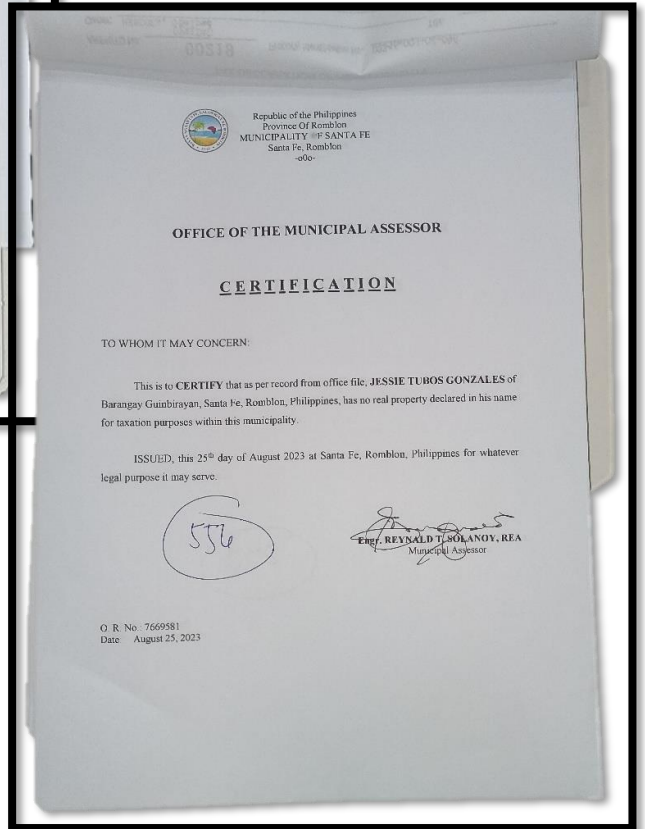 Republic of the Philippines
Province Of Romblon
MUNICIPALITY OF SANTA FE
Santa Fe, Romblon
-o0o-
OFFICE OF THE MUNICIPAL ASSESSOR
CERTIFICATION
TO WHOM IT MAY CONCERN:
This is to CERTIFY that as per record from office file, JESSIE TUBOS GONZALES of
Barangay Guinbirayan, Santa Fe, Romblon, Philippines, has no real property declared in his name
for taxation purposes within this municipality.
ISSUED, this 25th day of August 2023 at Santa Fe, Romblon, Philippines for whatever
legal purpose it may serve.
556
Engr. REYNALD T. SOLANOY, REA
Municipal Assessor
O. R. No.: 7669581
Date: August 25, 2023